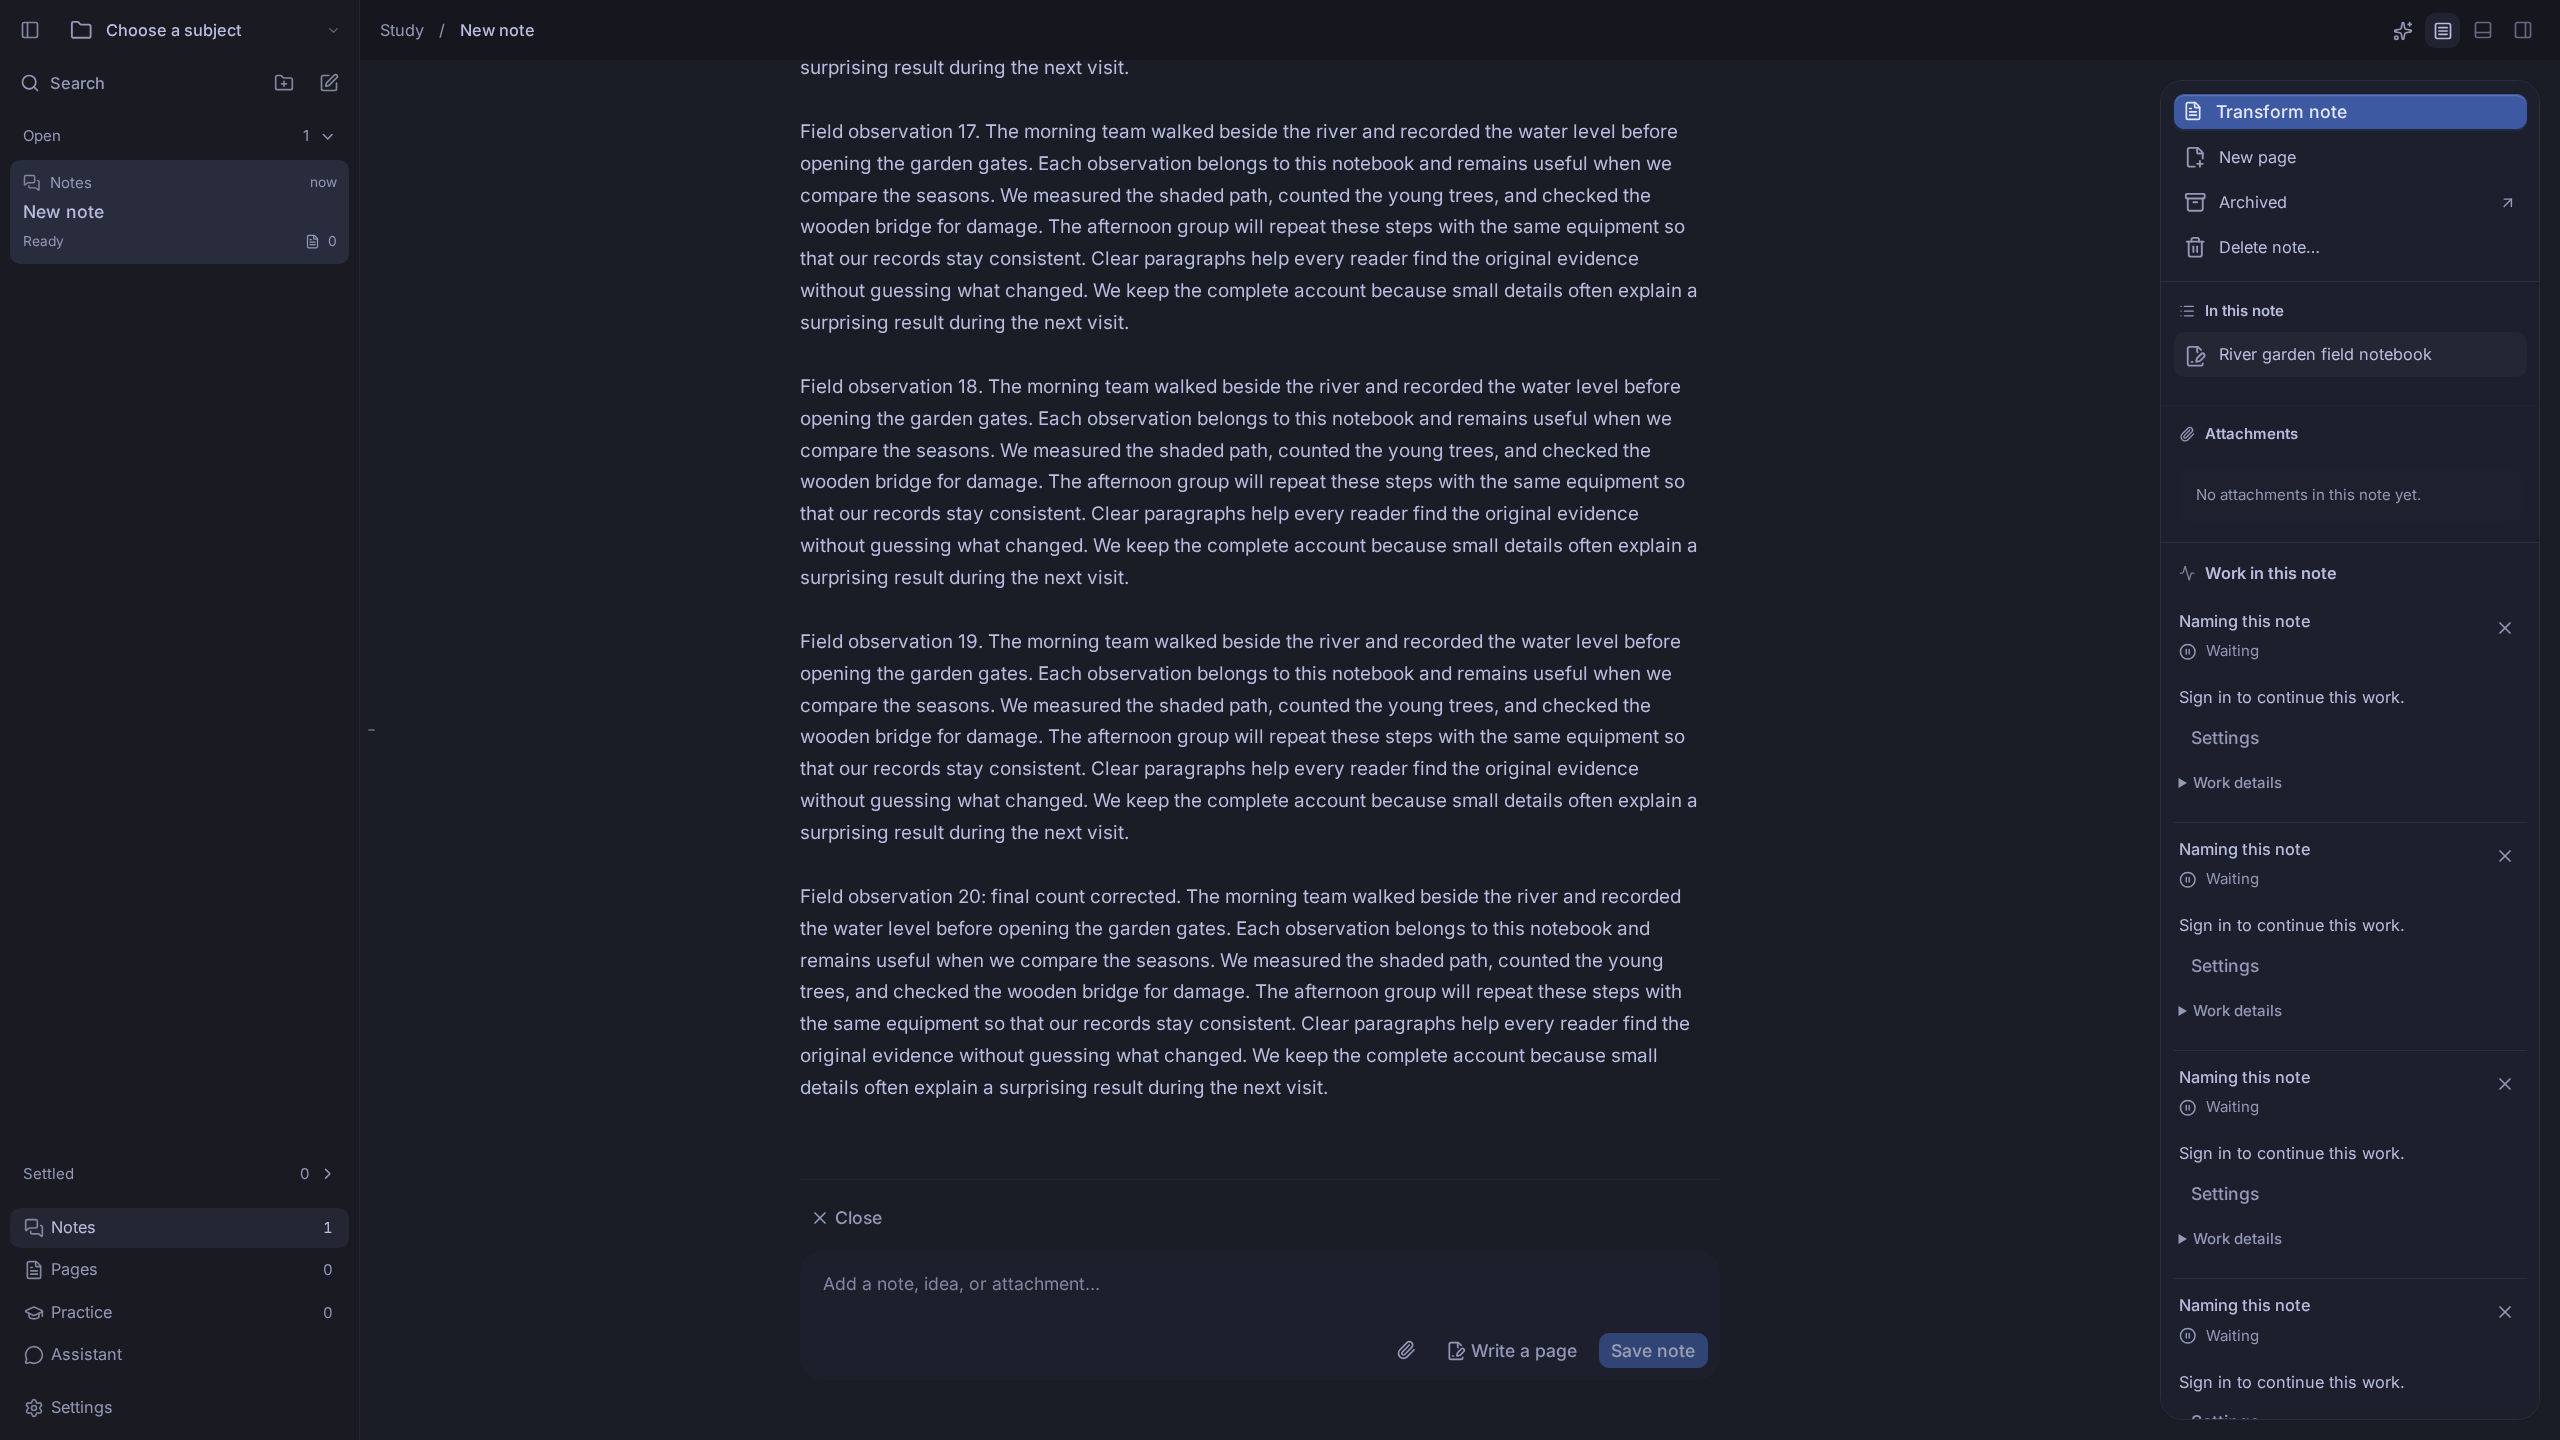 Choose a subject
Search
Open 1
Notes now
New note
Ready 0
Settled 0
Notes 1
Pages 0
Practice 0
Assistant
Settings
Study / New note
surprising result during the next visit.
Field observation 17. The morning team walked beside the river and recorded the water level before
opening the garden gates. Each observation belongs to this notebook and remains useful when we
compare the seasons. We measured the shaded path, counted the young trees, and checked the
wooden bridge for damage. The afternoon group will repeat these steps with the same equipment so
that our records stay consistent. Clear paragraphs help every reader find the original evidence
without guessing what changed. We keep the complete account because small details often explain a
surprising result during the next visit.
Field observation 18. The morning team walked beside the river and recorded the water level before
opening the garden gates. Each observation belongs to this notebook and remains useful when we
compare the seasons. We measured the shaded path, counted the young trees, and checked the
wooden bridge for damage. The afternoon group will repeat these steps with the same equipment so
that our records stay consistent. Clear paragraphs help every reader find the original evidence
without guessing what changed. We keep the complete account because small details often explain a
surprising result during the next visit.
Field observation 19. The morning team walked beside the river and recorded the water level before
opening the garden gates. Each observation belongs to this notebook and remains useful when we
compare the seasons. We measured the shaded path, counted the young trees, and checked the
wooden bridge for damage. The afternoon group will repeat these steps with the same equipment so
that our records stay consistent. Clear paragraphs help every reader find the original evidence
without guessing what changed. We keep the complete account because small details often explain a
surprising result during the next visit.
Field observation 20: final count corrected. The morning team walked beside the river and recorded
the water level before opening the garden gates. Each observation belongs to this notebook and
remains useful when we compare the seasons. We measured the shaded path, counted the young
trees, and checked the wooden bridge for damage. The afternoon group will repeat these steps with
the same equipment so that our records stay consistent. Clear paragraphs help every reader find the
original evidence without guessing what changed. We keep the complete account because small
details often explain a surprising result during the next visit.
Close
Add a note, idea, or attachment...
Write a page
Save note
Transform note
New page
Archived
Delete note...
In this note
River garden field notebook
Attachments
No attachments in this note yet.
Work in this note
Naming this note
Waiting
Sign in to continue this work.
Settings
Work details
Naming this note
Waiting
Sign in to continue this work.
Settings
Work details
Naming this note
Waiting
Sign in to continue this work.
Settings
Work details
Naming this note
Waiting
Sign in to continue this work.